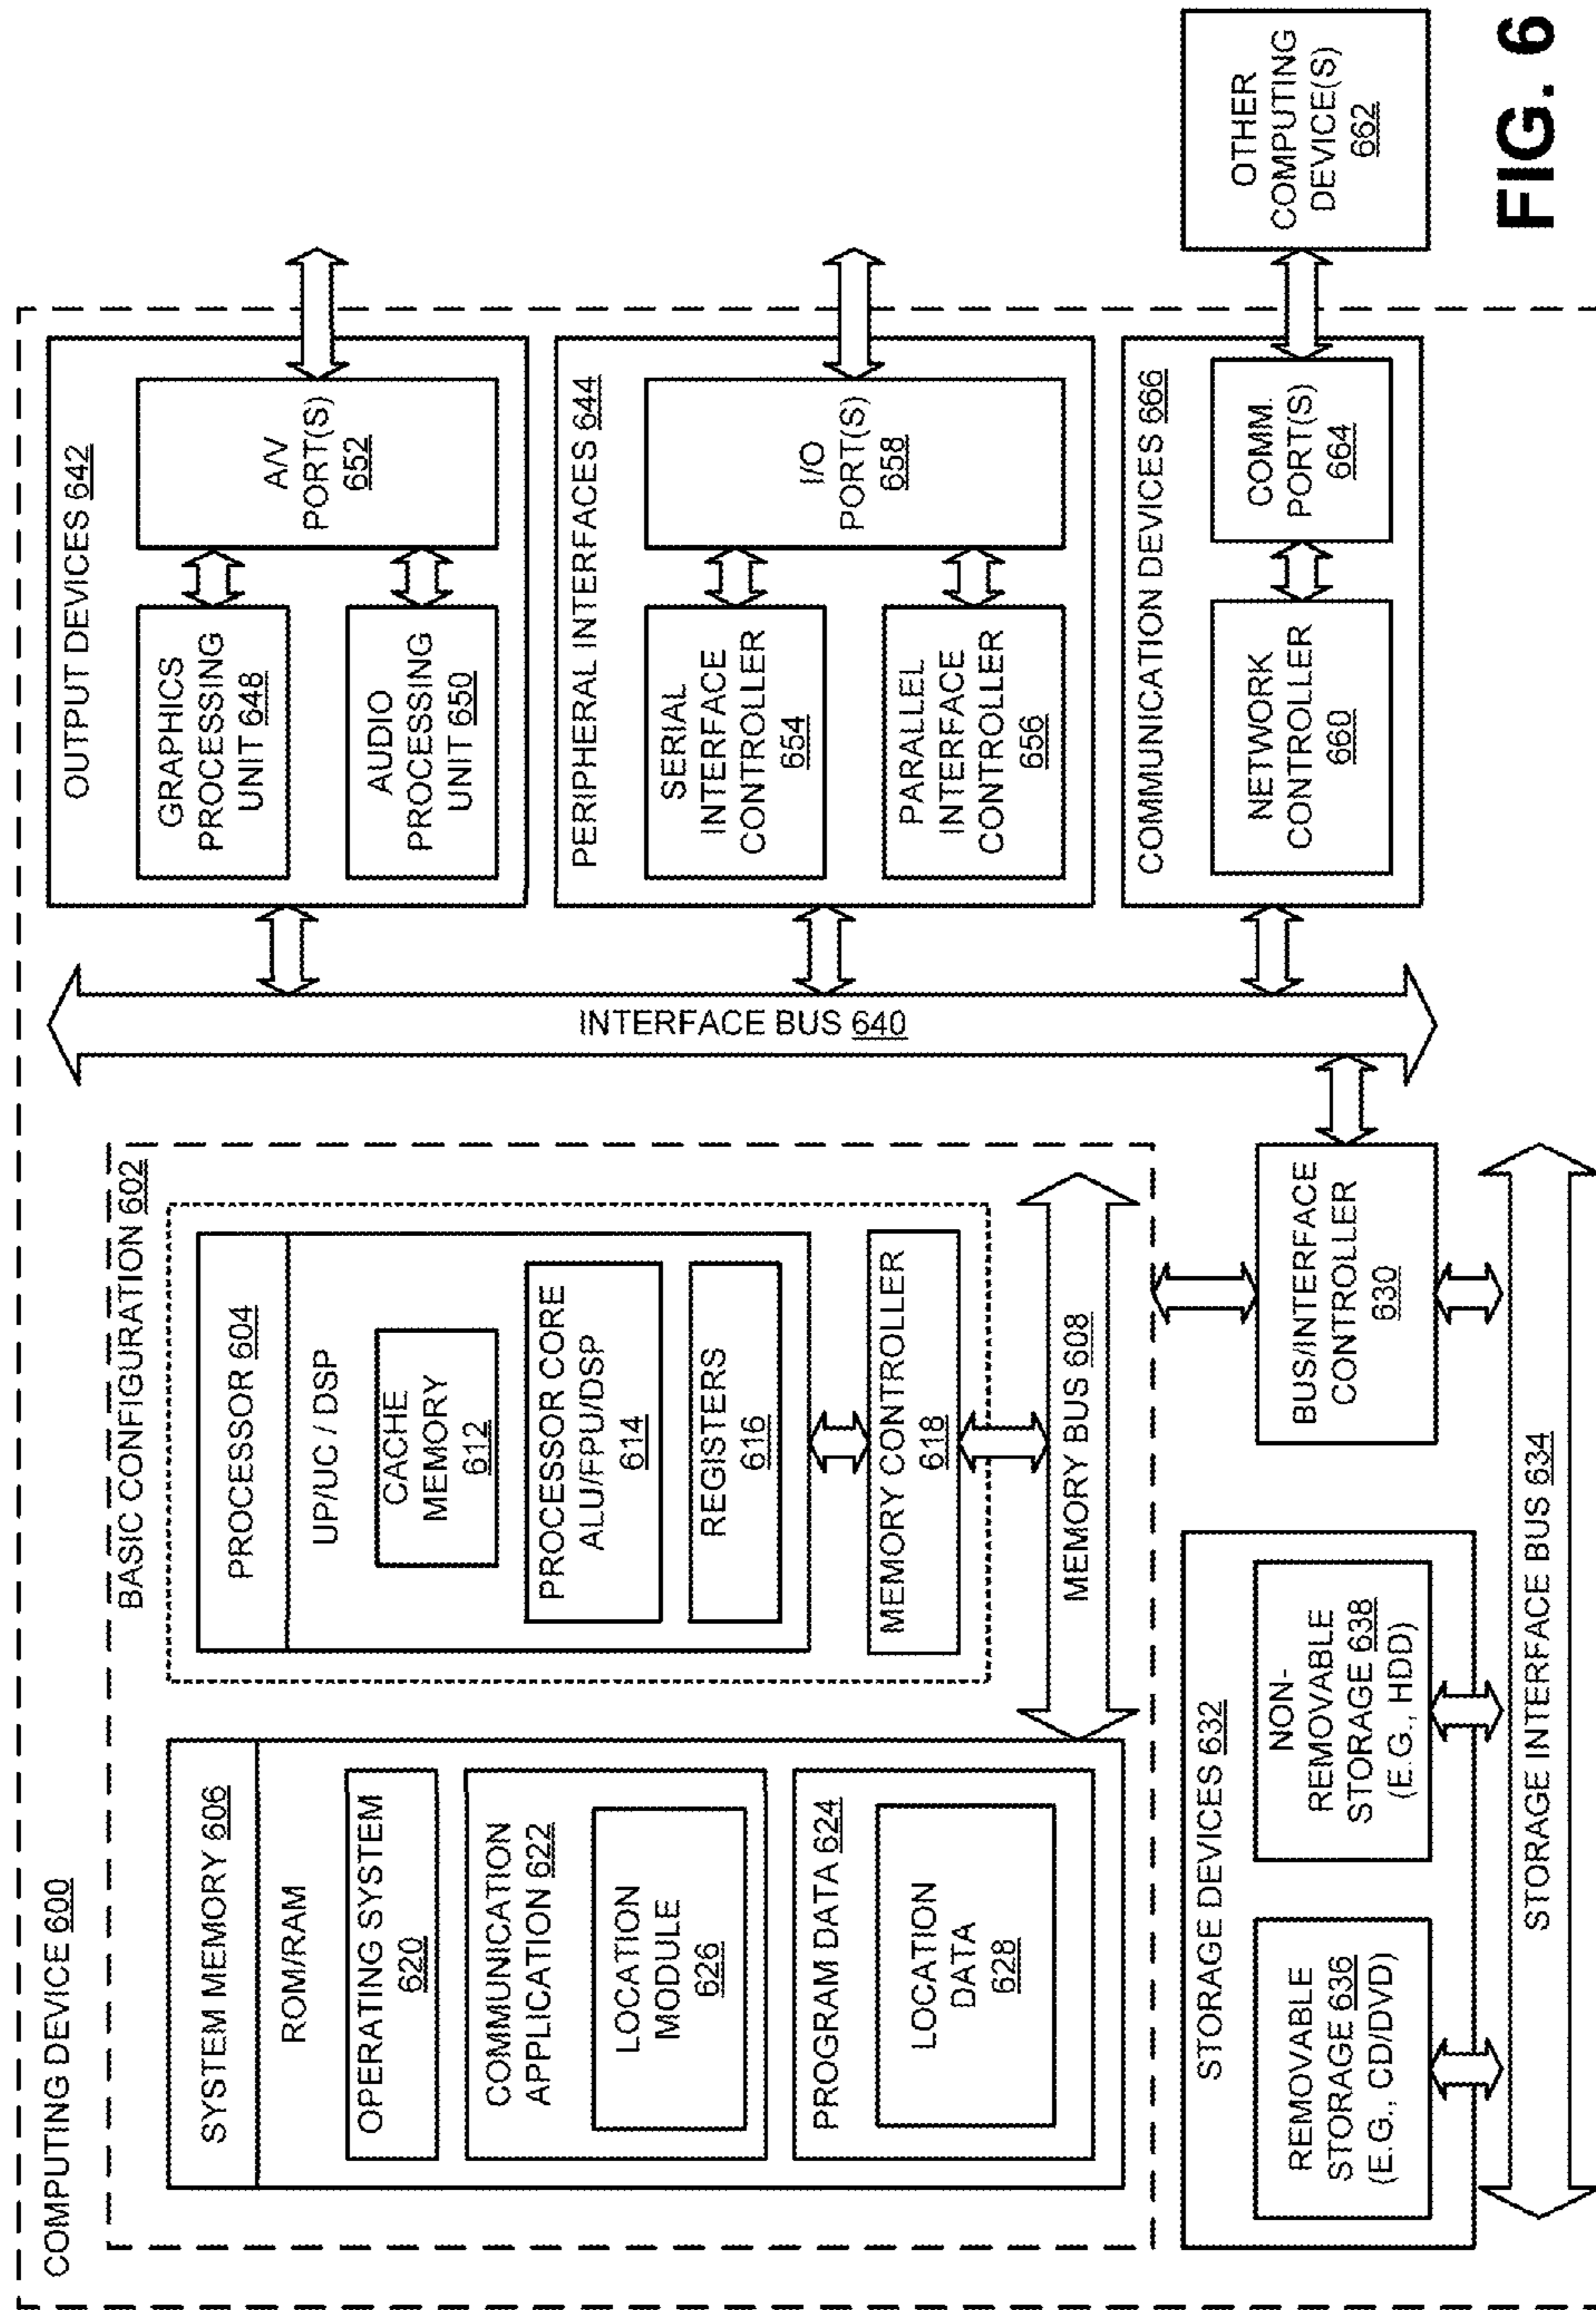 COMPUTING DEVICE 600
BASIC CONFIGURATION 602
SYSTEM MEMORY 606
ROM/RAM
OPERATING SYSTEM
620
COMMUNICATION
APPLICATION 622
LOCATION
MODULE
626
PROGRAM DATA 624
LOCATION
DATA
628
PROCESSOR 604
UP/UC / DSP
CACHE
MEMORY
612
PROCESSOR CORE
ALU/FPU/DSP
614
REGISTERS
616
MEMORY CONTROLLER
618
MEMORY BUS 608
BUS/INTERFACE
CONTROLLER
630
STORAGE DEVICES 632
REMOVABLE
STORAGE 636
(E.G., CD/DVD)
NON-
REMOVABLE
STORAGE 638
(E.G., HDD)
STORAGE INTERFACE BUS 634
INTERFACE BUS 640
OUTPUT DEVICES 642
GRAPHICS
PROCESSING
UNIT 648
AUDIO
PROCESSING
UNIT 650
A/V
PORT(S)
652
PERIPHERAL INTERFACES 644
SERIAL
INTERFACE
CONTROLLER
654
PARALLEL
INTERFACE
CONTROLLER
656
I/O
PORT(S)
658
COMMUNICATION DEVICES 666
NETWORK
CONTROLLER
660
COMM.
PORT(S)
664
OTHER
COMPUTING
DEVICE(S)
662
FIG. 6